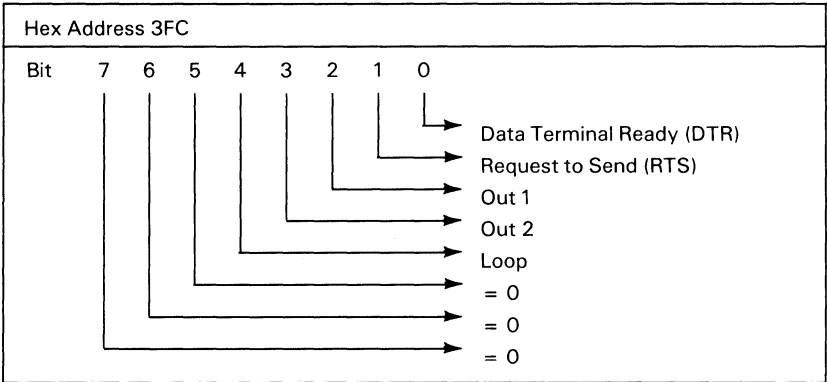 Hex Address 3FC
Bit 7 6 5 4 3 2 1 0
Data Terminal Ready (DTR)
Request to Send (RTS)
Out 1
Out 2
Loop
= 0
= 0
= 0